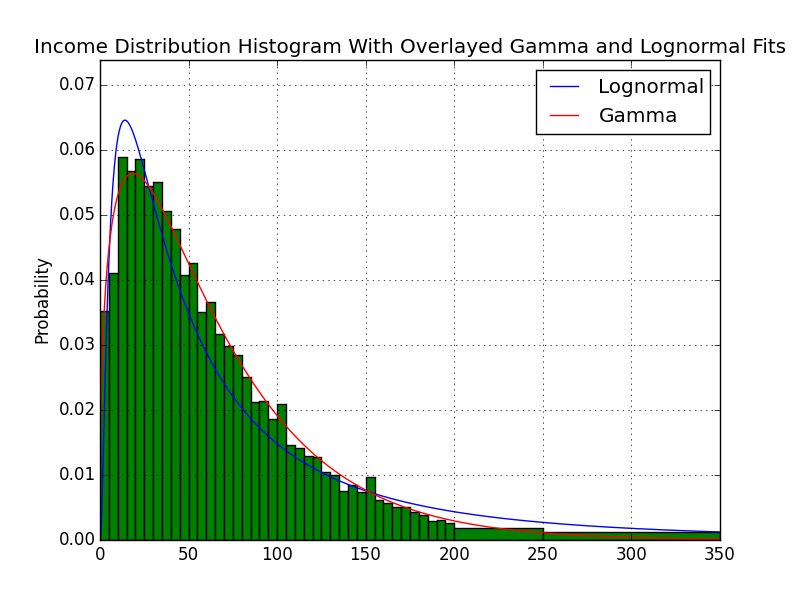 Income Distribution Histogram With Overlayed Gamma and Lognormal Fits
Lognormal
Gamma
Probability
0.07
0.06
0.05
0.04
0.03
0.02
0.01
0.00
0 50 100 150 200 250 300 350